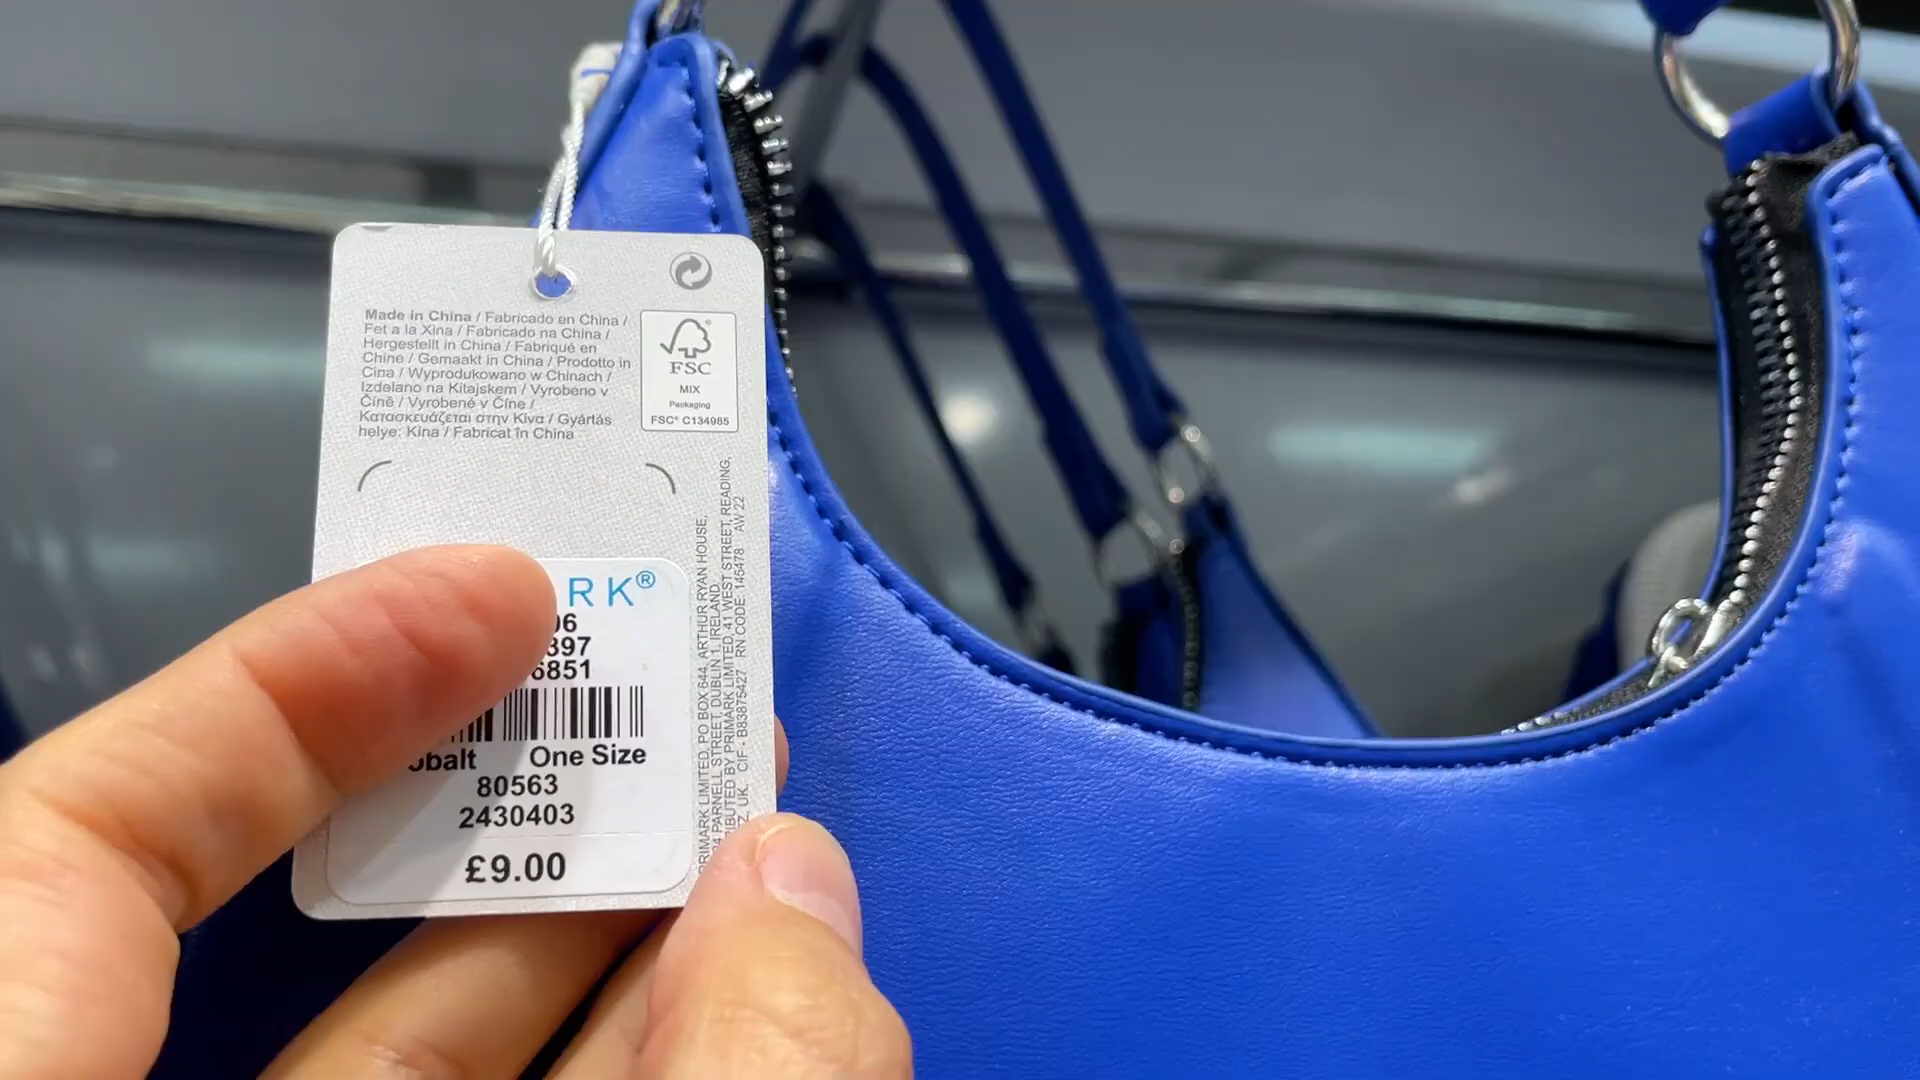 Made in China / Fabricado en China /
Fet a la Xina / Fabricado na China /
Hergestellt in China / Fabriqué en
Chine / Gemaakt in China / Prodotto in
Cina / Wyprodukowano w Chinach /
Izdelano na Kitajskem / Vyrobeno v
Číně / Vyrobené v Číne /
Κατασκευάζεται στην Κίνα / Gyártás
helye: Kína / Fabricat în China
FSC®
MIX
Packaging
FSC® C134985
RK®
06
397
6851
obalt One Size
80563
2430403
£9.00
PRIMARK LIMITED, PO BOX 644, ARTHUR RYAN HOUSE,
PARNELL STREET, DUBLIN 1, IRELAND.
BUTED BY PRIMARK LIMITED, 41 WEST STREET, READING,
Z, UK. CIF- B83875427 RN CODE: 145478 AW 22